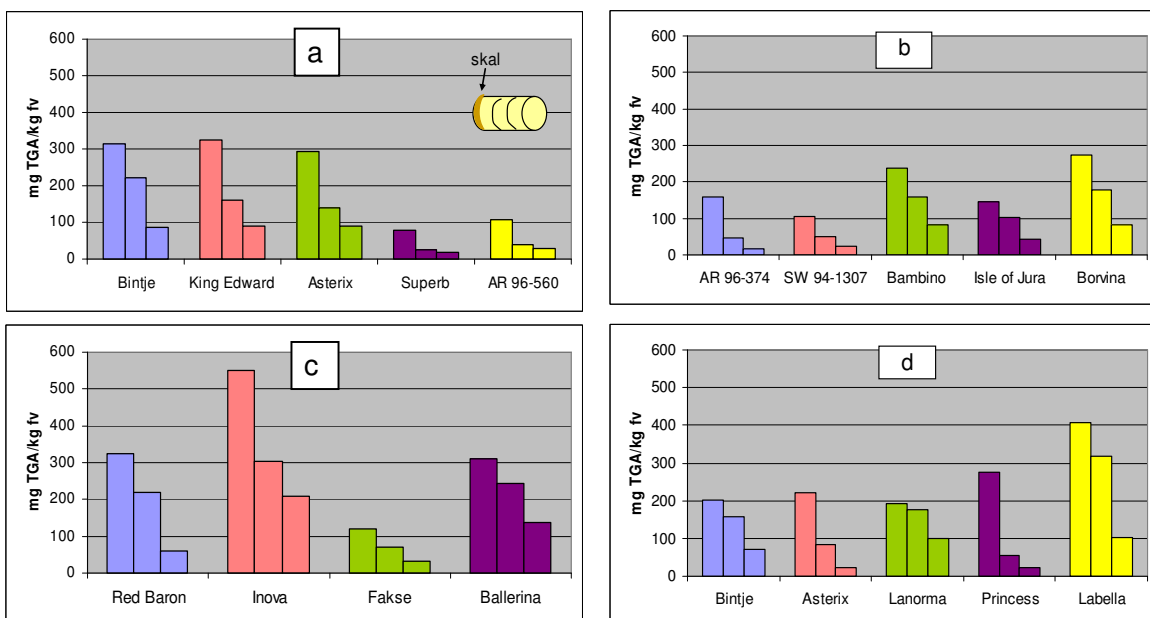 a
skal
mg TGA/kg fv
600
500
400
300
200
100
0
Bintje King Edward Asterix Superb AR 96-560
b
mg TGA/kg fv
600
500
400
300
200
100
0
AR 96-374 SW 94-1307 Bambino Isle of Jura Borvina
c
mg TGA/kg fv
600
500
400
300
200
100
0
Red Baron Inova Fakse Ballerina
d
mg TGA/kg fv
600
500
400
300
200
100
0
Bintje Asterix Lanorma Princess Labella